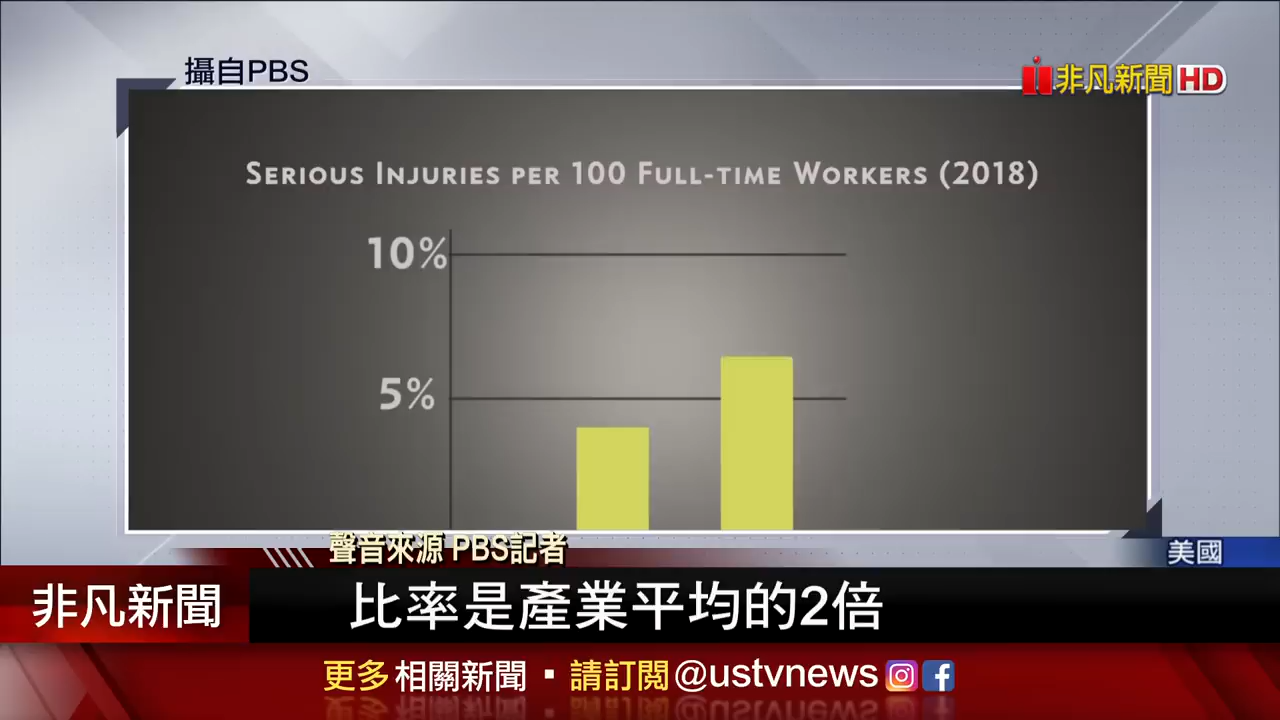 攝自PBS
非凡新聞HD
SERIOUS INJURIES PER 100 FULL-TIME WORKERS (2018)
10%
5%
聲音來源 PBS記者
美國
非凡新聞
比率是產業平均的2倍
更多相關新聞▪請訂閱@ustvnews